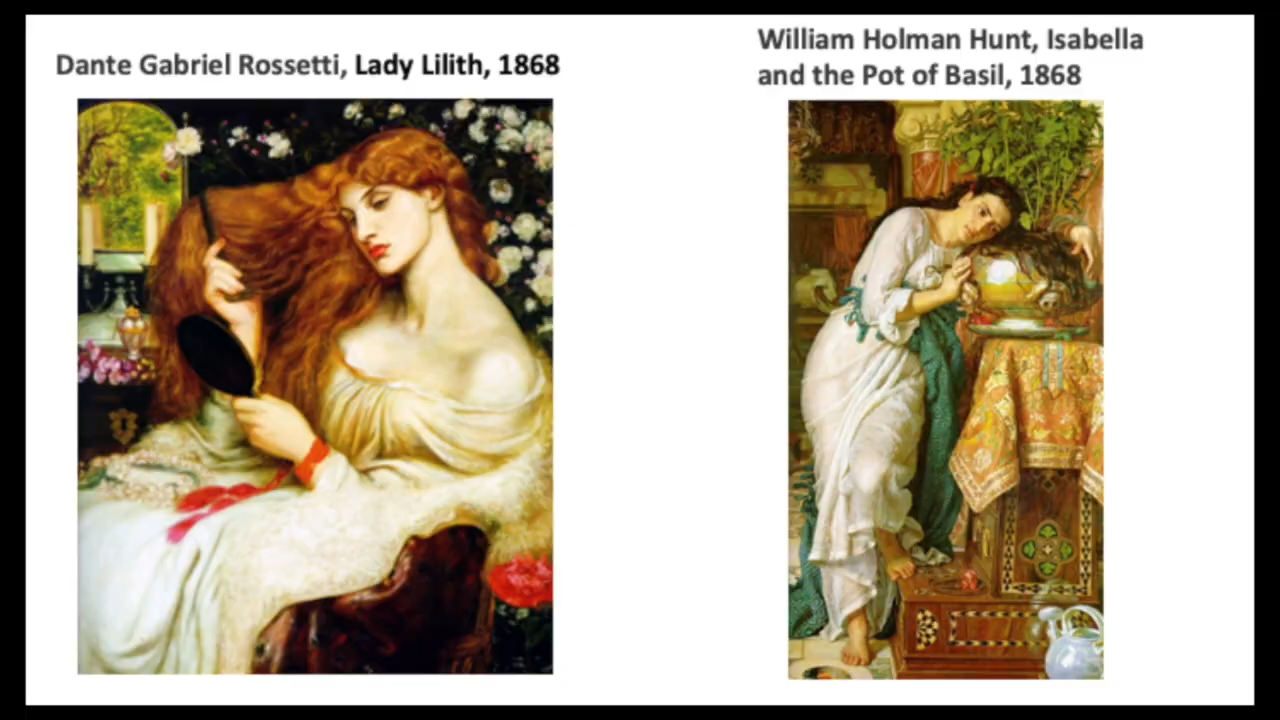 Dante Gabriel Rossetti, Lady Lilith, 1868
William Holman Hunt, Isabella
and the Pot of Basil, 1868